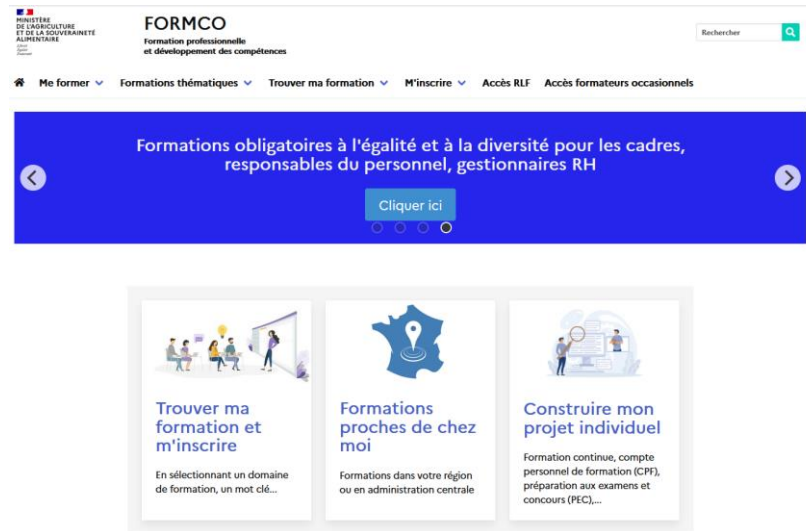 MINISTÈRE
DE L'AGRICULTURE
ET DE LA SOUVERAINETÉ
ALIMENTAIRE
FORMCO
Formation professionnelle
et développement des compétences
Rechercher
Me former
Formations thématiques
Trouver ma formation
M'inscrire
Accès RLF
Accès formateurs occasionnels
Formations obligatoires à l'égalité et à la diversité pour les cadres,
responsables du personnel, gestionnaires RH
Cliquer ici
Trouver ma
formation et
m'inscrire
En sélectionnant un domaine
de formation, un mot clé...
Formations
proches de chez
moi
Formations dans votre région
ou en administration centrale
Construire mon
projet individuel
Formation continue, compte
personnel de formation (CPF),
préparation aux examens et
concours (PEC),...